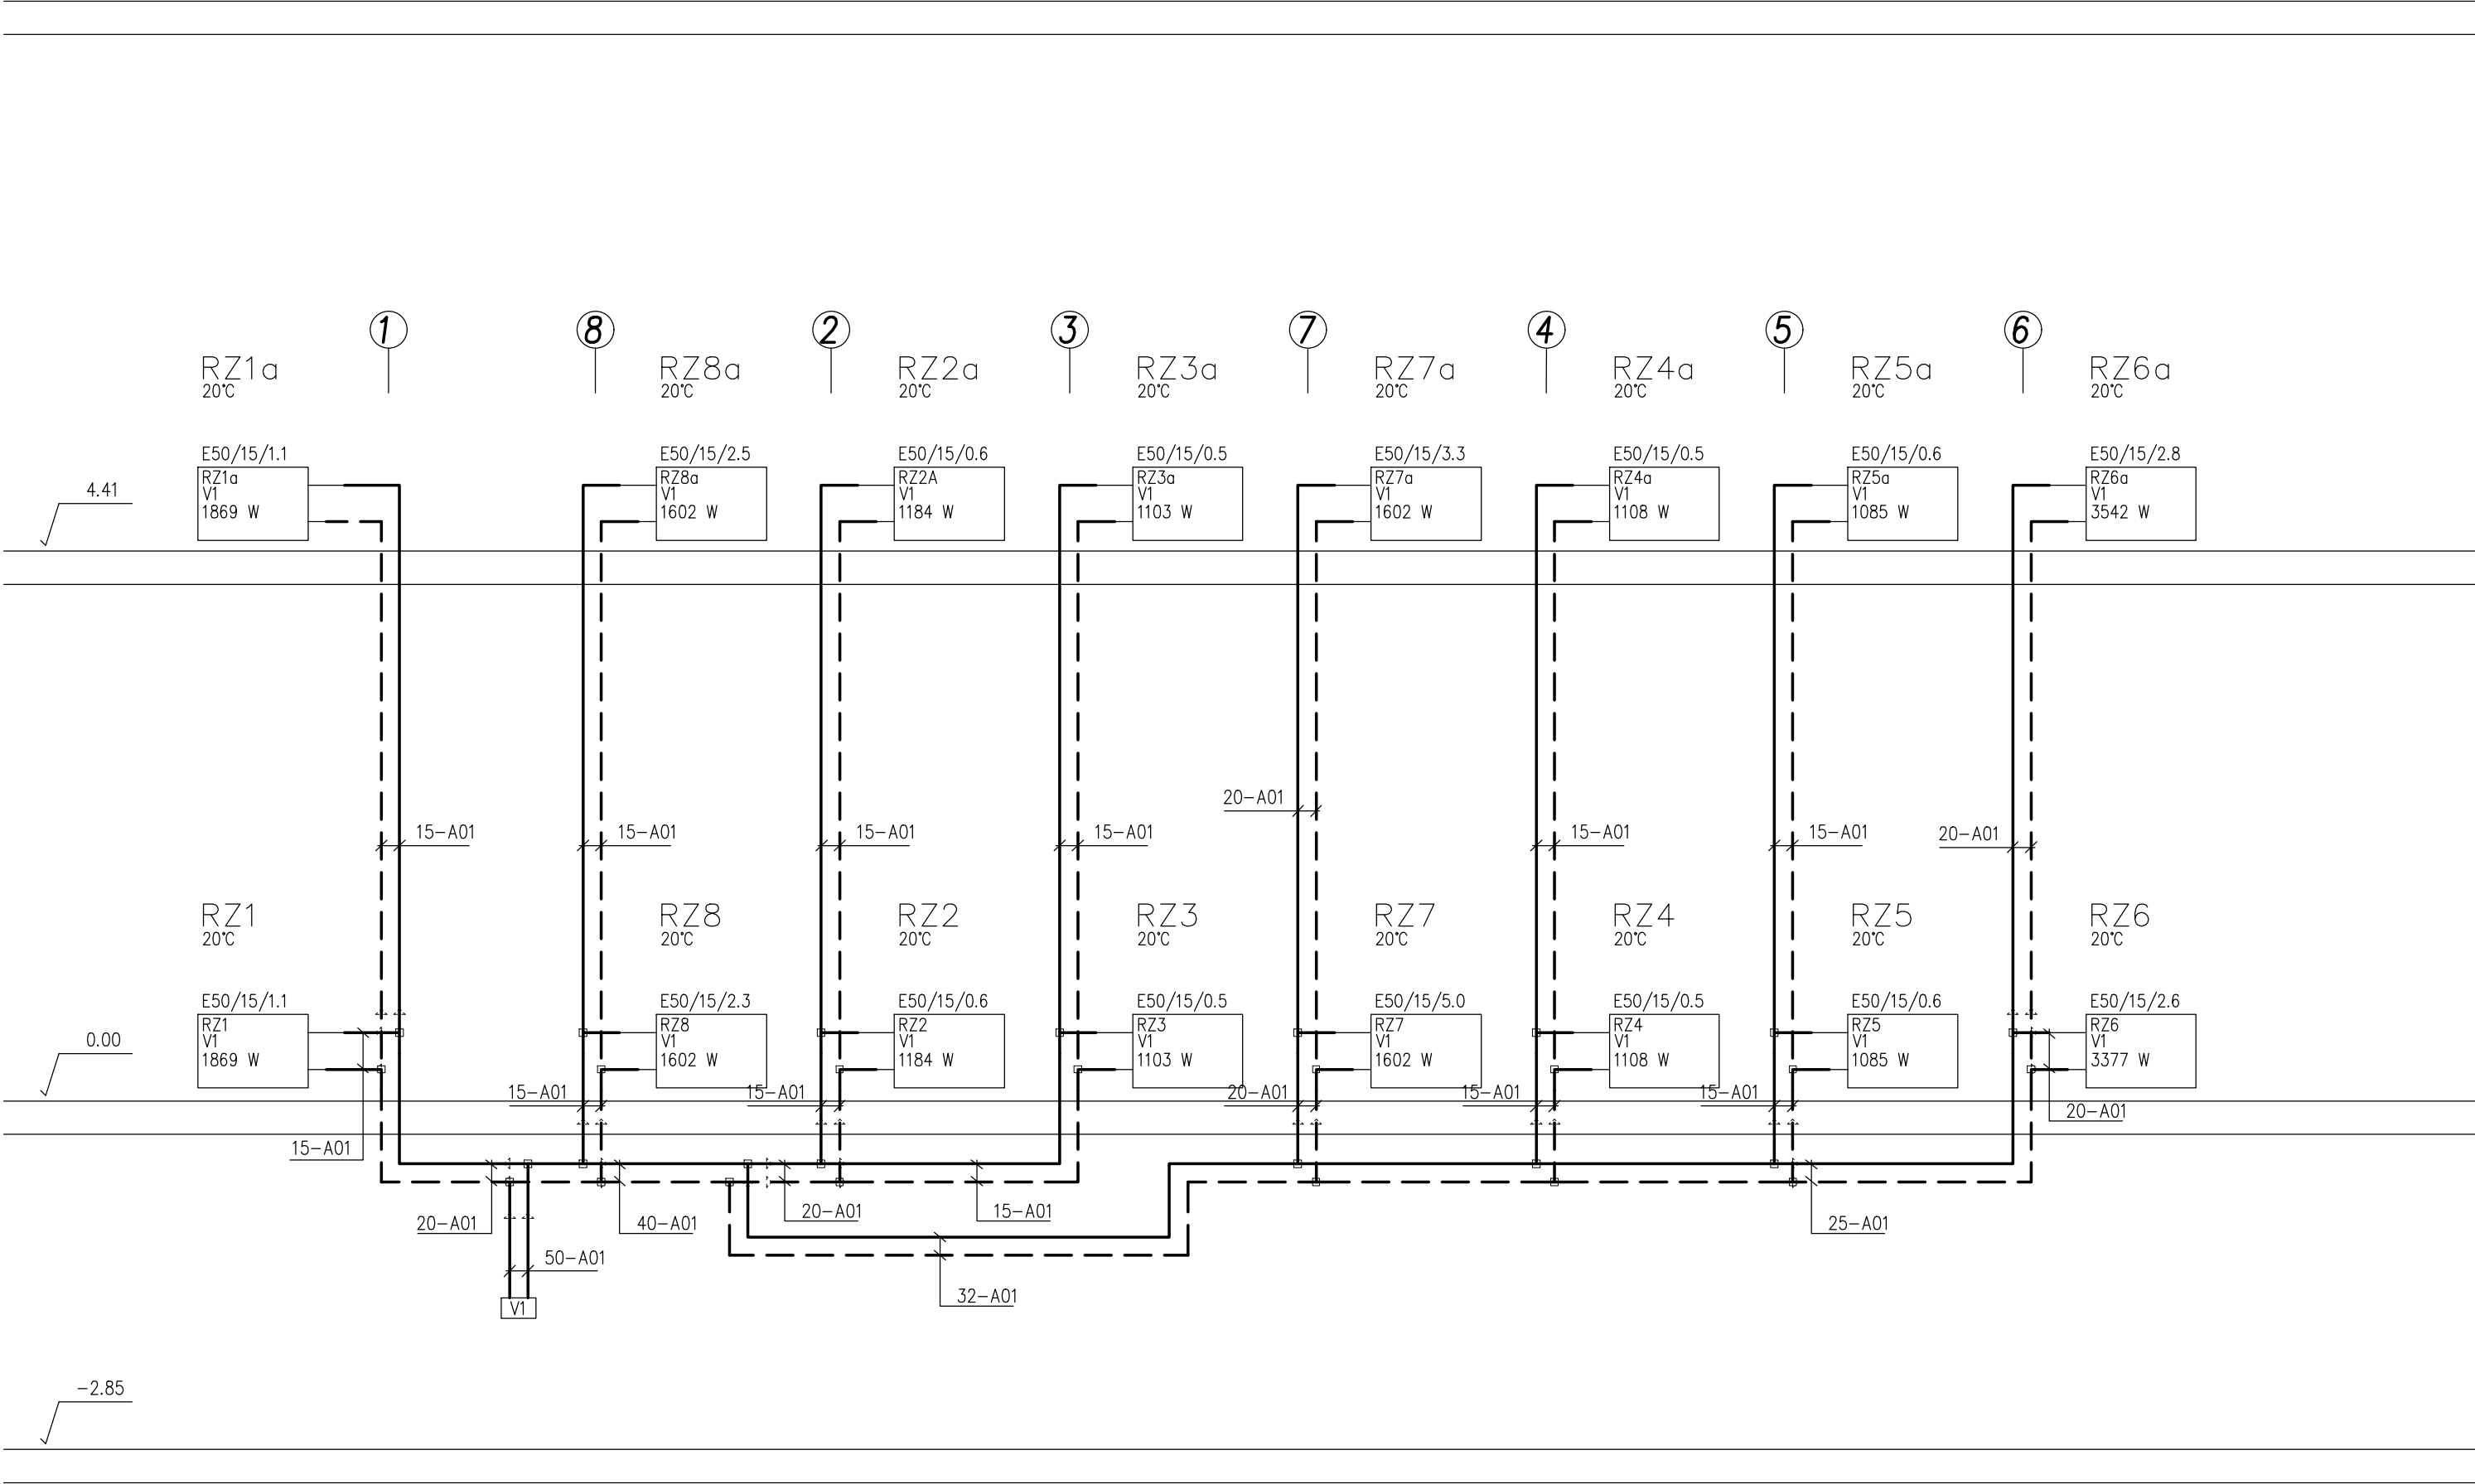 1 8 2 3 7 4 5 6
RZ1a RZ8a RZ2a RZ3a RZ7a RZ4a RZ5a RZ6a
20°C 20°C 20°C 20°C 20°C 20°C 20°C 20°C
E50/15/1.1 E50/15/2.5 E50/15/0.6 E50/15/0.5 E50/15/3.3 E50/15/0.5 E50/15/0.6 E50/15/2.8
RZ1a RZ8a RZ2A RZ3a RZ7a RZ4a RZ5a RZ6a
4.41 V1 V1 V1 V1 V1 V1 V1 V1
1869 W 1602 W 1184 W 1103 W 1602 W 1108 W 1085 W 3542 W
20-A01
15-A01 15-A01 15-A01 15-A01 15-A01 15-A01 20-A01
RZ1 RZ8 RZ2 RZ3 RZ7 RZ4 RZ5 RZ6
20°C 20°C 20°C 20°C 20°C 20°C 20°C 20°C
E50/15/1.1 E50/15/2.3 E50/15/0.6 E50/15/0.5 E50/15/5.0 E50/15/0.5 E50/15/0.6 E50/15/2.6
RZ1 RZ8 RZ2 RZ3 RZ7 RZ4 RZ5 RZ6
0.00 V1 V1 V1 V1 V1 V1 V1 V1
1869 W 1602 W 1184 W 1103 W 1602 W 1108 W 1085 W 3377 W
15-A01 15-A01 20-A01 15-A01 15-A01
20-A01
15-A01
20-A01 15-A01
20-A01 40-A01 25-A01
50-A01
32-A01
V1
-2.85